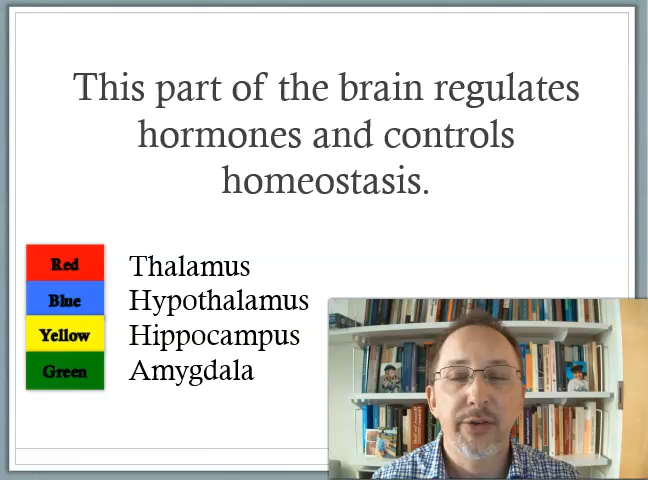 This part of the brain regulates
hormones and controls
homeostasis.
Red Thalamus
Blue Hypothalamus
Yellow Hippocampus
Green Amygdala